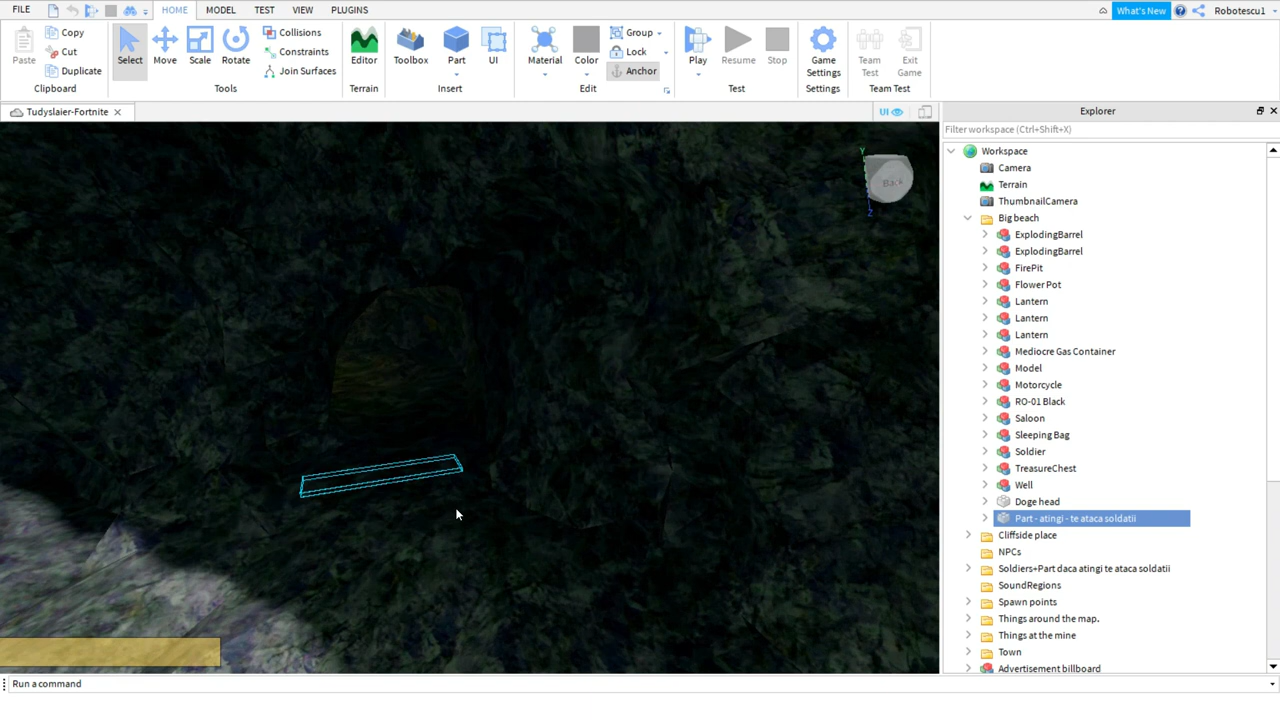 FILE HOME MODEL TEST VIEW PLUGINS What's New Robotescu1
Paste Copy Cut Duplicate
Select Move Scale Rotate Collisions Constraints Join Surfaces
Editor Toolbox Part UI Material Color Group Lock Anchor
Play Resume Stop Game Settings Team Test Exit Game
Clipboard Tools Terrain Insert Edit Test Settings Team Test
Tudyslaier-Fortnite UI
Y
Back
Z
Explorer
Filter workspace (Ctrl+Shift+X)
Workspace
Camera
Terrain
ThumbnailCamera
Big beach
ExplodingBarrel
ExplodingBarrel
FirePit
Flower Pot
Lantern
Lantern
Lantern
Mediocre Gas Container
Model
Motorcycle
RO-01 Black
Saloon
Sleeping Bag
Soldier
TreasureChest
Well
Doge head
Part - atingi - te ataca soldatii
Cliffside place
NPCs
Soldiers+Part daca atingi te ataca soldatii
SoundRegions
Spawn points
Things around the map.
Things at the mine
Town
Advertisement billboard
Run a command